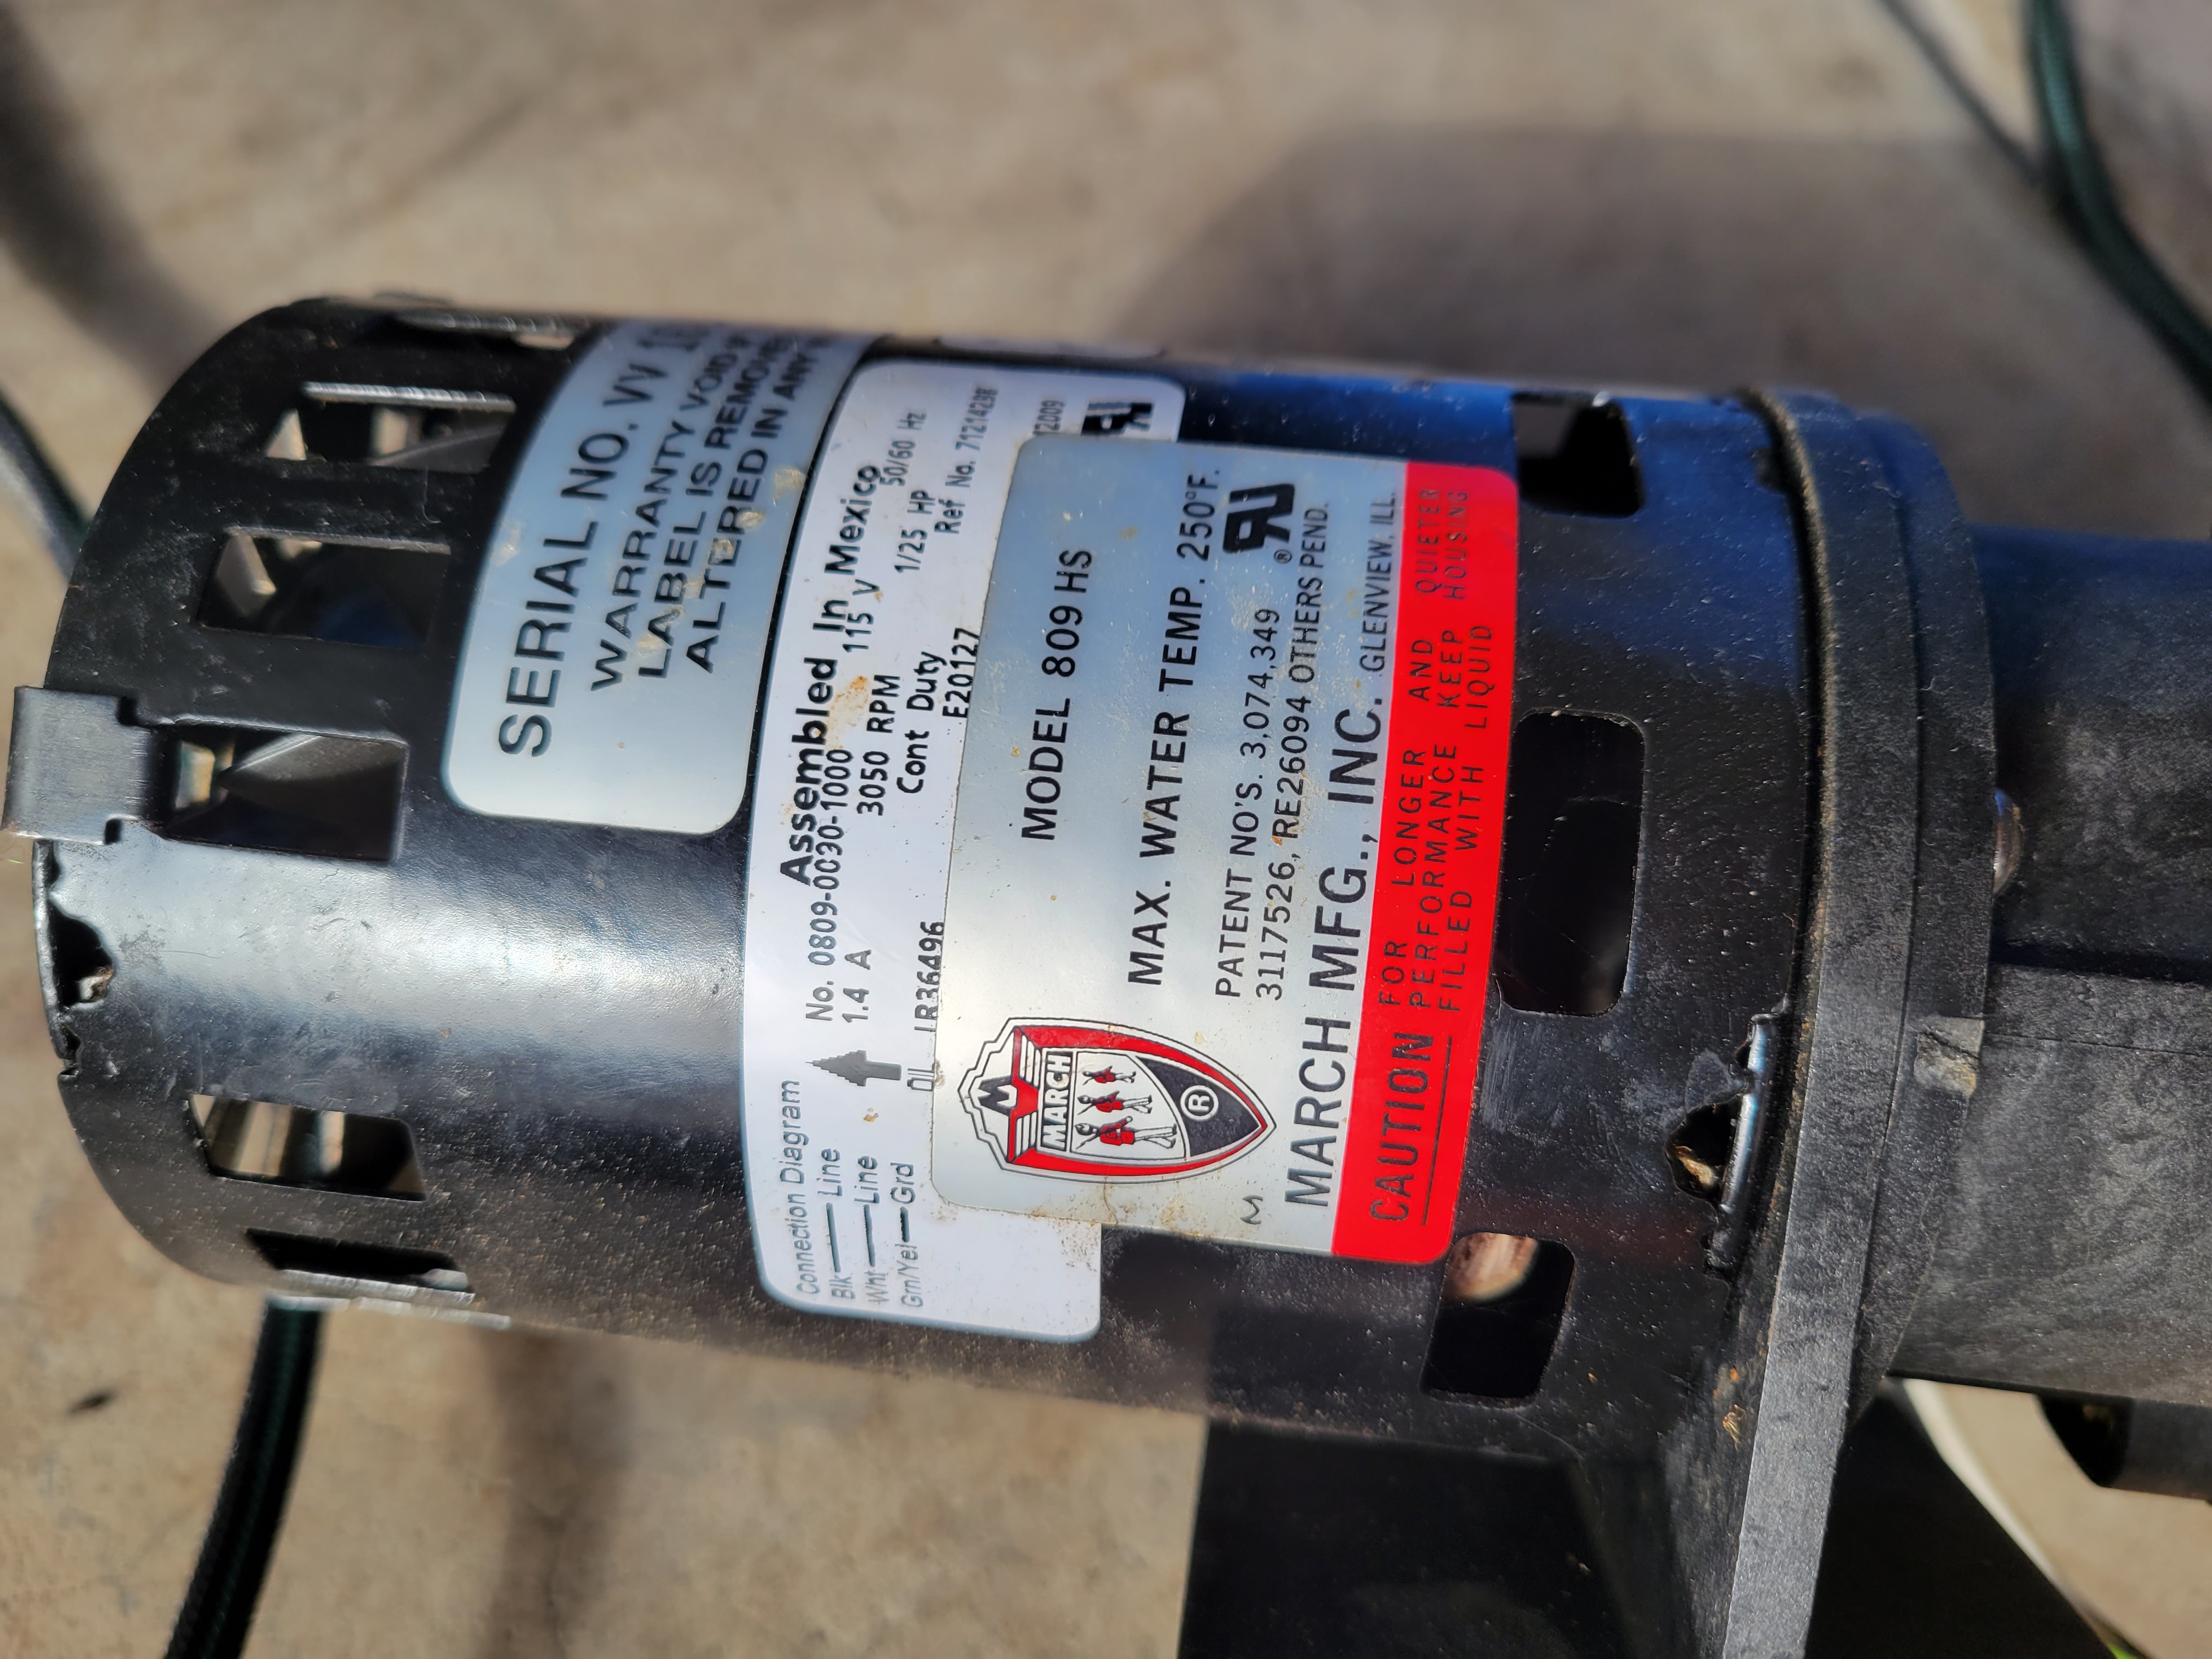 SERIAL NO. VV
WARRANTY VOID
LABEL IS REMOVED
ALTERED IN ANY
Assembled In Mexico
No. 0809-0030-1000 115 V 50/60 Hz
1.4 A 3050 RPM 1/25 HP
Cont Duty Ref No. 71214298
LR36496 E20127 2009
OIL
Connection Diagram
Blk Line
Wht Line
Grn/Yel Grd
MODEL 809 HS
MAX. WATER TEMP. 250°F.
PATENT NO'S. 3,074,349
3117526, RE26094 OTHERS PEND.
MARCH
®
M
MARCH MFG., INC. GLENVIEW, ILL.
CAUTION FOR LONGER AND QUIETER
PERFORMANCE KEEP HOUSING
FILLED WITH LIQUID